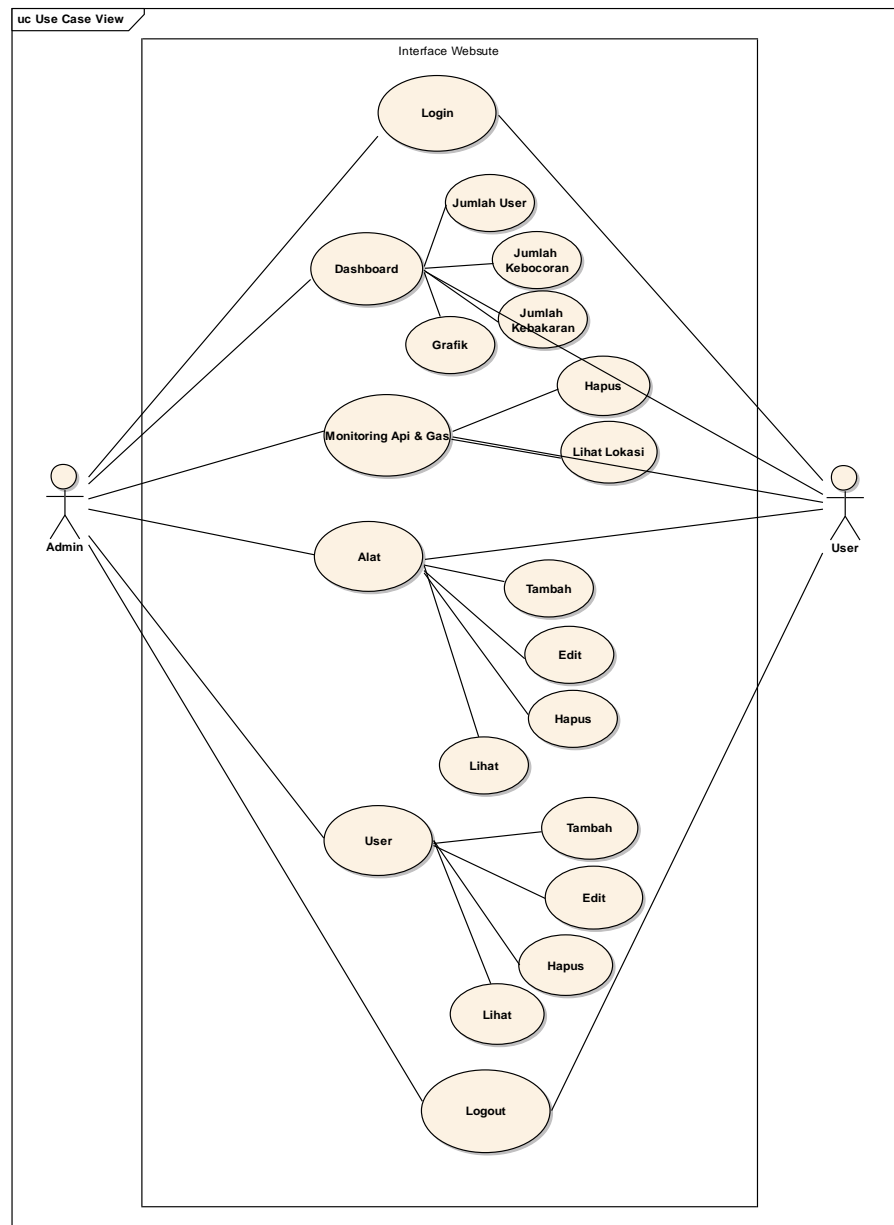 uc Use Case View
Interface Websute
Login
Jumlah User
Dashboard
Jumlah
Kebocoran
Jumlah
Kebakaran
Grafik
Hapus
Monitoring Api & Gas
Lihat Lokasi
Admin
User
Alat
Tambah
Edit
Hapus
Lihat
User
Tambah
Edit
Hapus
Lihat
Logout